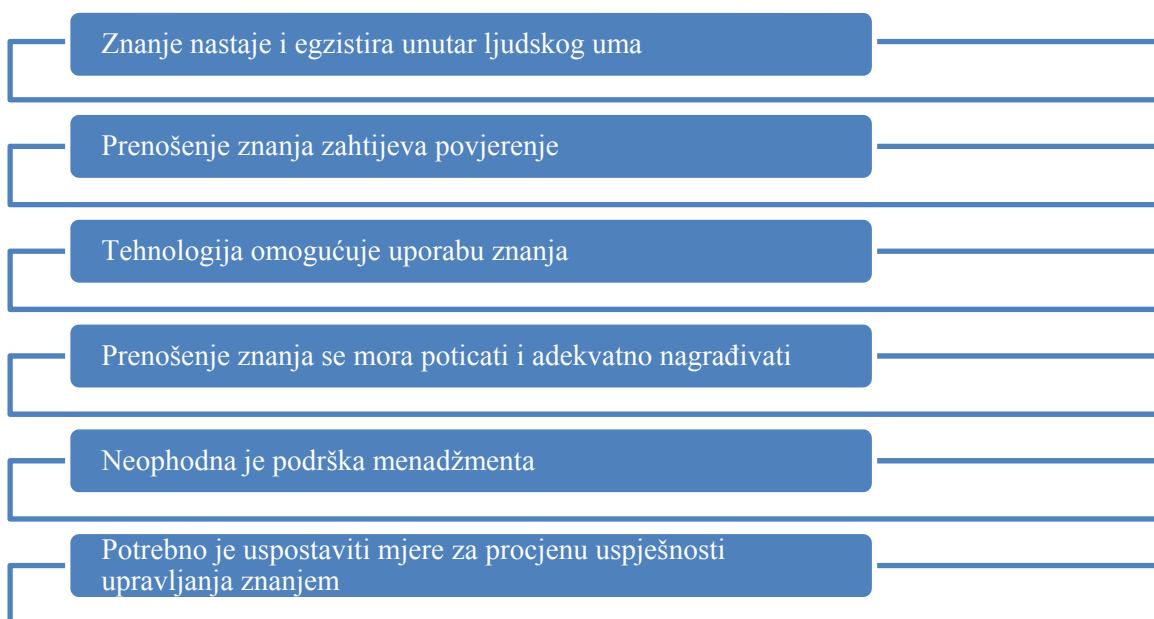 Znanje nastaje i egzistira unutar ljudskog uma
Prenošenje znanja zahtijeva povjerenje
Tehnologija omogućuje uporabu znanja
Prenošenje znanja se mora poticati i adekvatno nagrađivati
Neophodna je podrška menadžmenta
Potrebno je uspostaviti mjere za procjenu uspješnosti
upravljanja znanjem